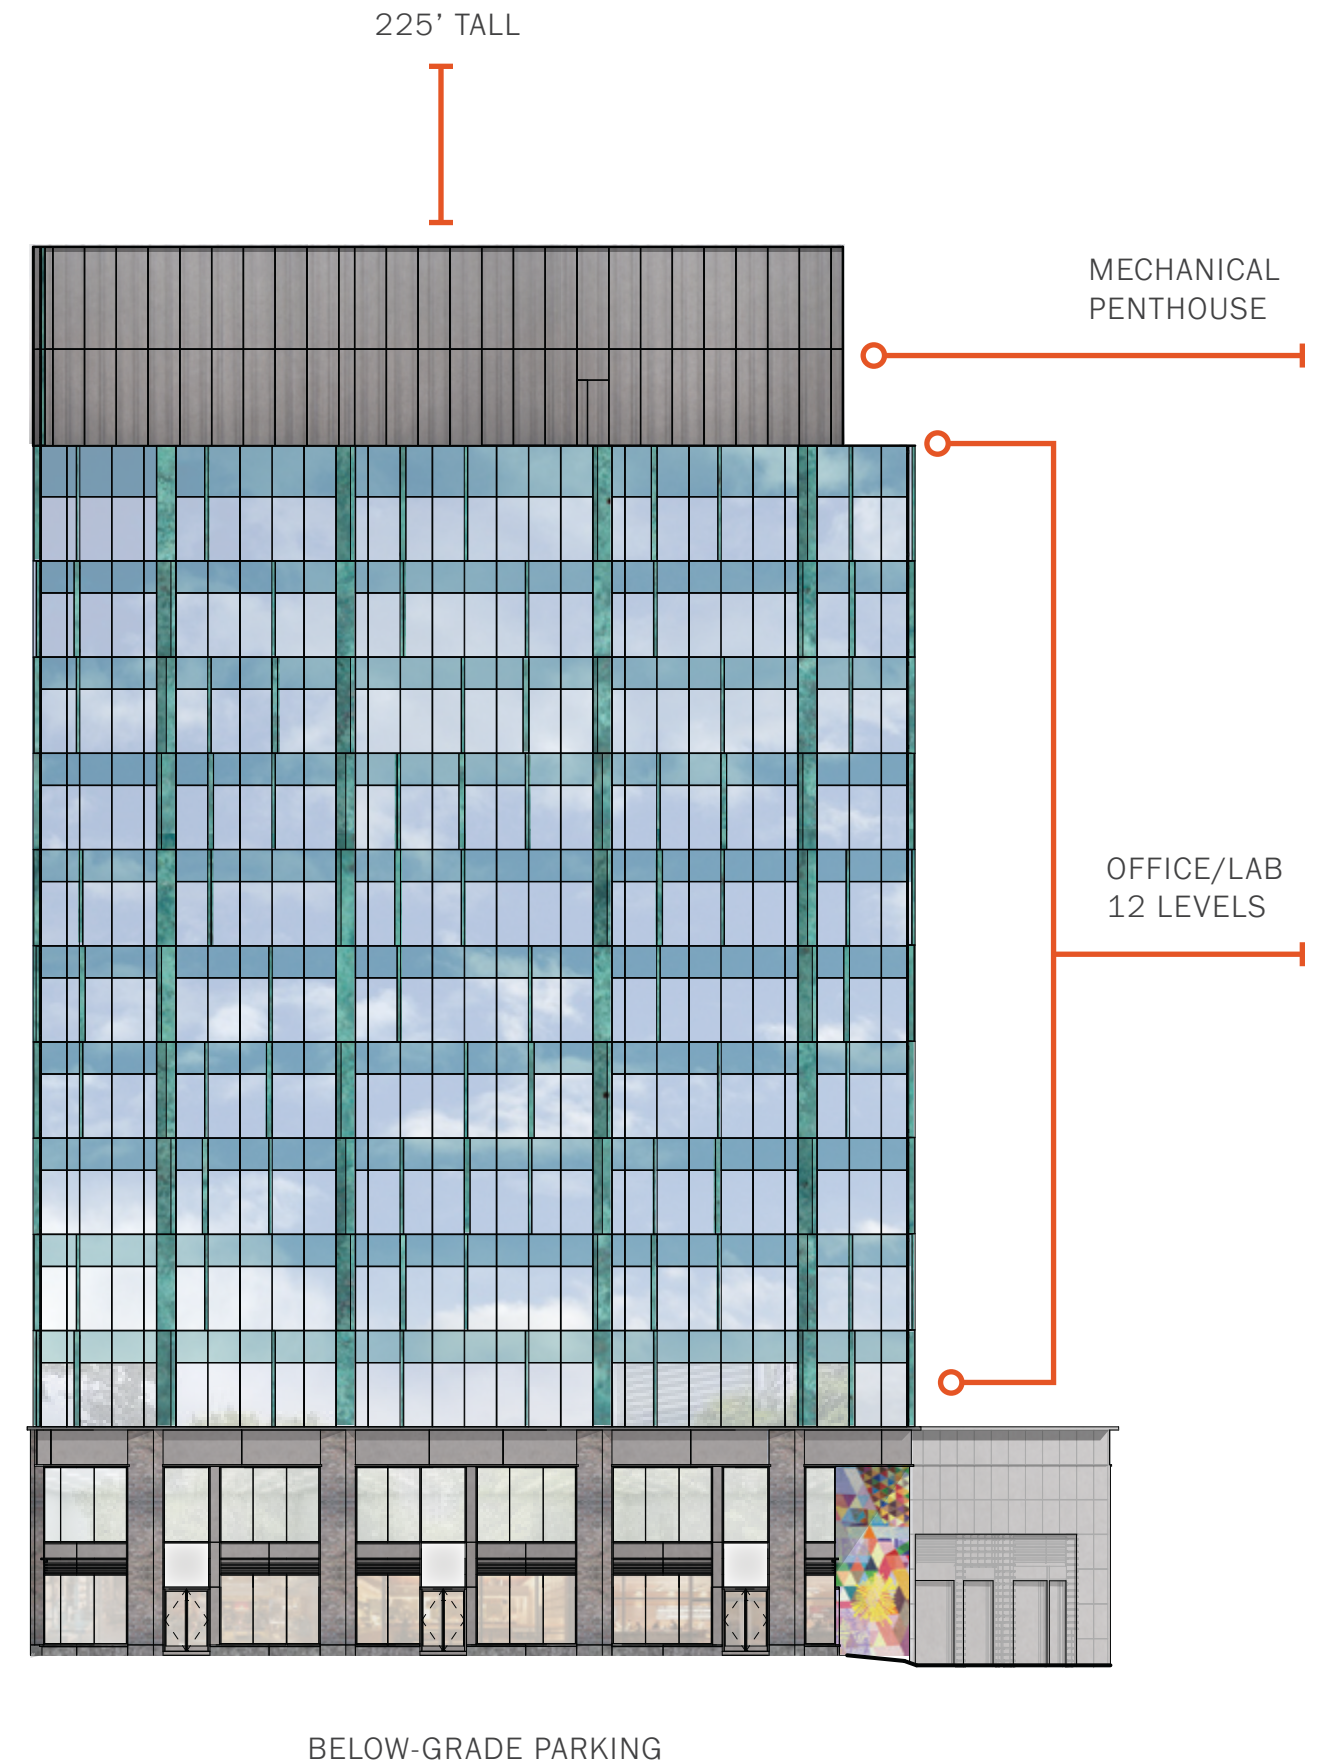 225’ TALL
MECHANICAL
PENTHOUSE
OFFICE/LAB
12 LEVELS
BELOW-GRADE PARKING